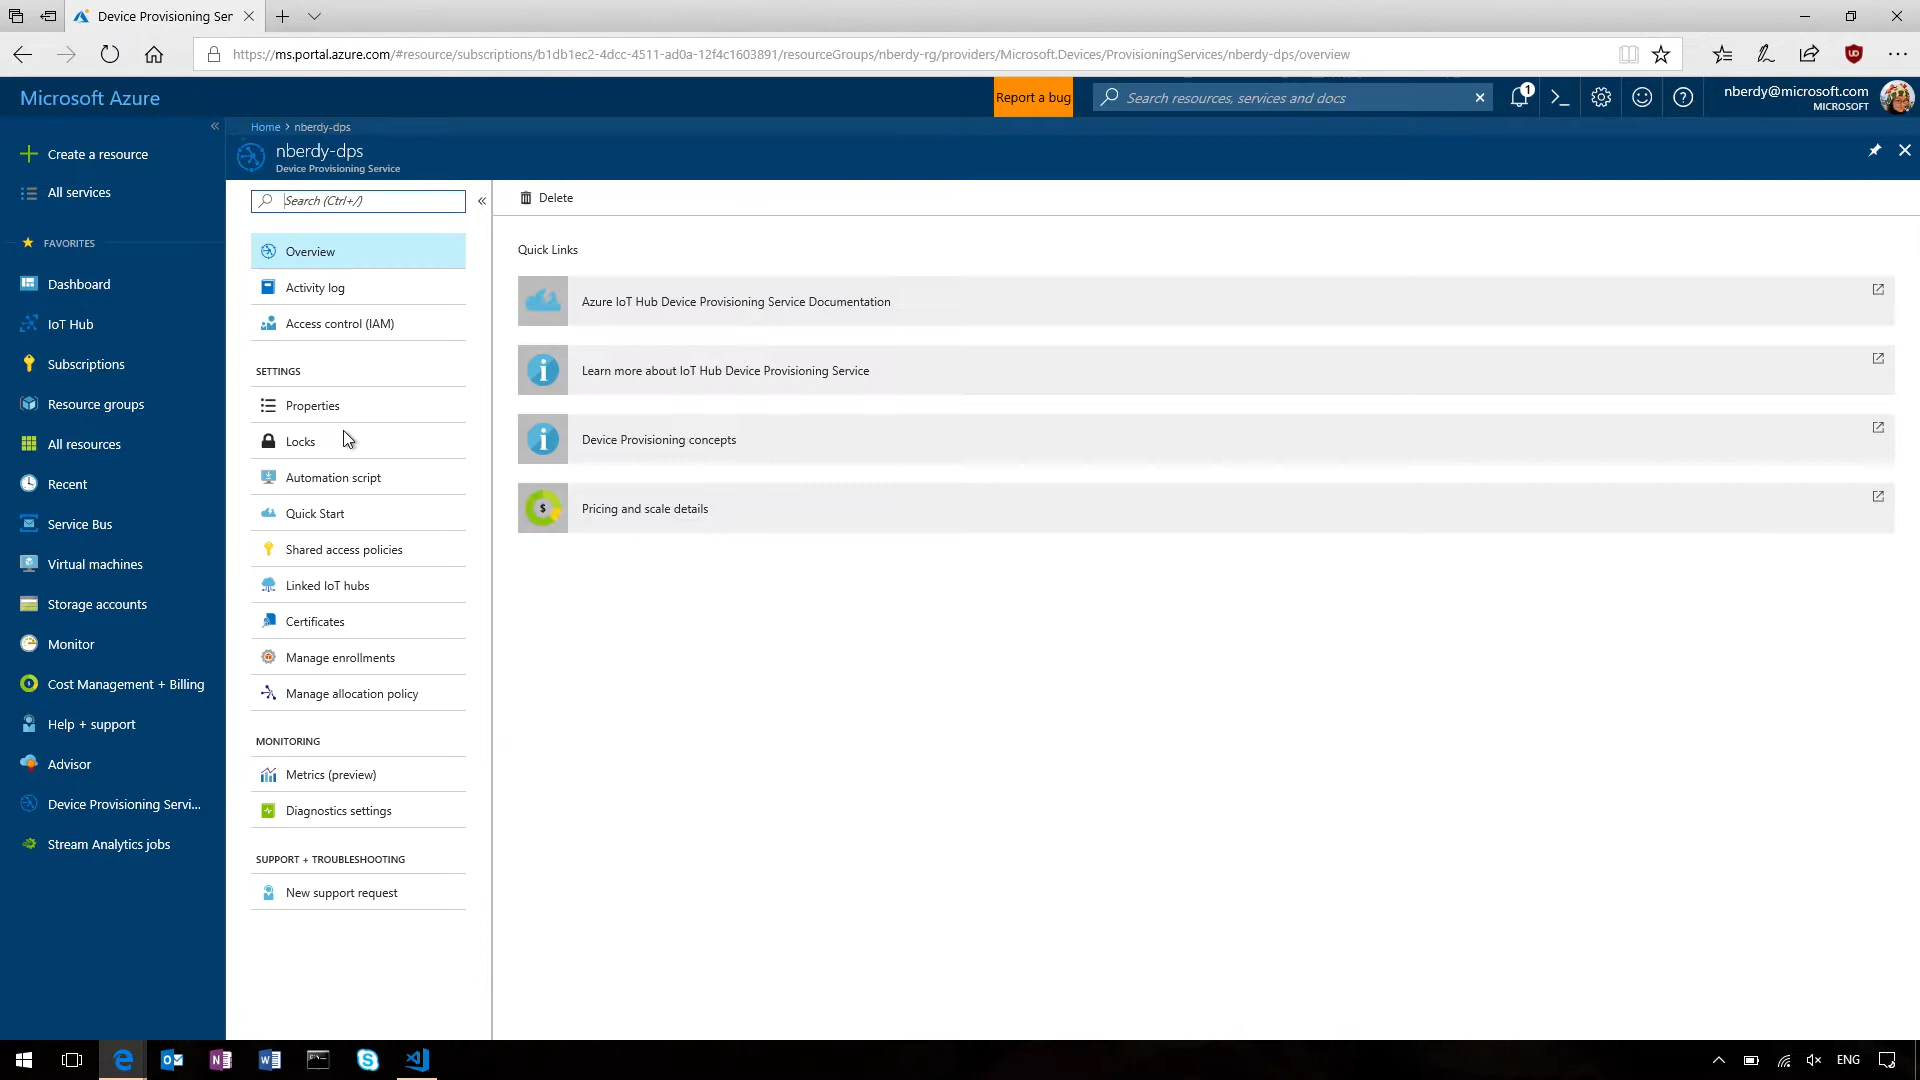 Device Provisioning Ser
https://ms.portal.azure.com/#resource/subscriptions/b1db1ec2-4dcc-4511-ad0a-12f4c1603891/resourceGroups/nberdy-rg/providers/Microsoft.Devices/ProvisioningServices/nberdy-dps/overview
Microsoft Azure
Report a bug
Search resources, services and docs
1
nberdy@microsoft.com
MICROSOFT
Home > nberdy-dps
nberdy-dps
Device Provisioning Service
Create a resource
All services
FAVORITES
Dashboard
IoT Hub
Subscriptions
Resource groups
All resources
Recent
Service Bus
Virtual machines
Storage accounts
Monitor
Cost Management + Billing
Help + support
Advisor
Device Provisioning Servi...
Stream Analytics jobs
Search (Ctrl+/)
Overview
Activity log
Access control (IAM)
SETTINGS
Properties
Locks
Automation script
Quick Start
Shared access policies
Linked IoT hubs
Certificates
Manage enrollments
Manage allocation policy
MONITORING
Metrics (preview)
Diagnostics settings
SUPPORT + TROUBLESHOOTING
New support request
Delete
Quick Links
Azure IoT Hub Device Provisioning Service Documentation
Learn more about IoT Hub Device Provisioning Service
Device Provisioning concepts
Pricing and scale details
ENG